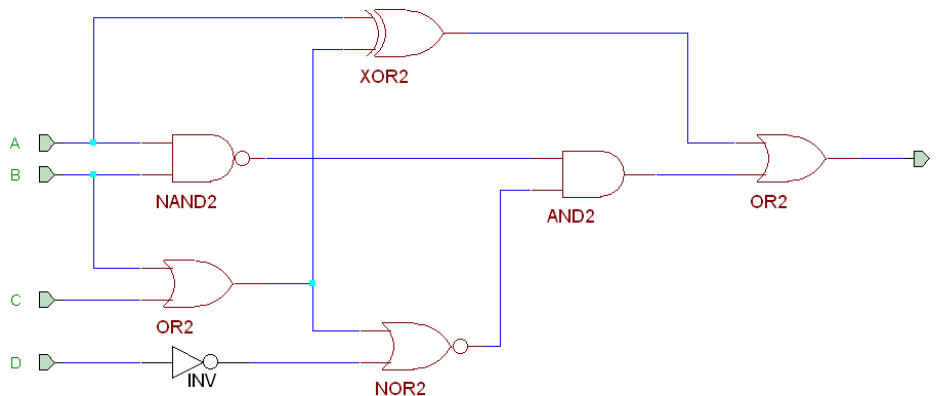 XOR2
A
B
NAND2
AND2
OR2
C
OR2
D
INV
NOR2